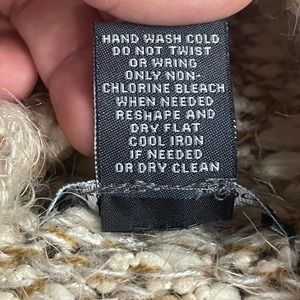 HAND WASH COLD
DO NOT TWIST
OR WRING
ONLY NON-
CHLORINE BLEACH
WHEN NEEDED
RESHAPE AND
DRY FLAT
COOL IRON
IF NEEDED
OR DRY CLEAN